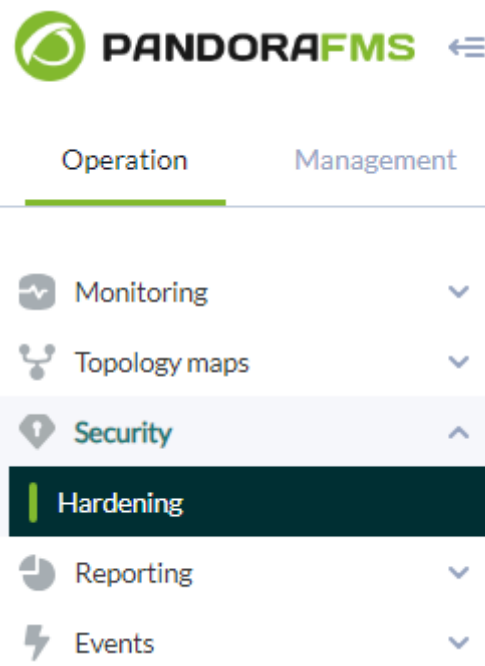 PANDORAFMS
Operation Management
Monitoring
Topology maps
Security
Hardening
Reporting
Events